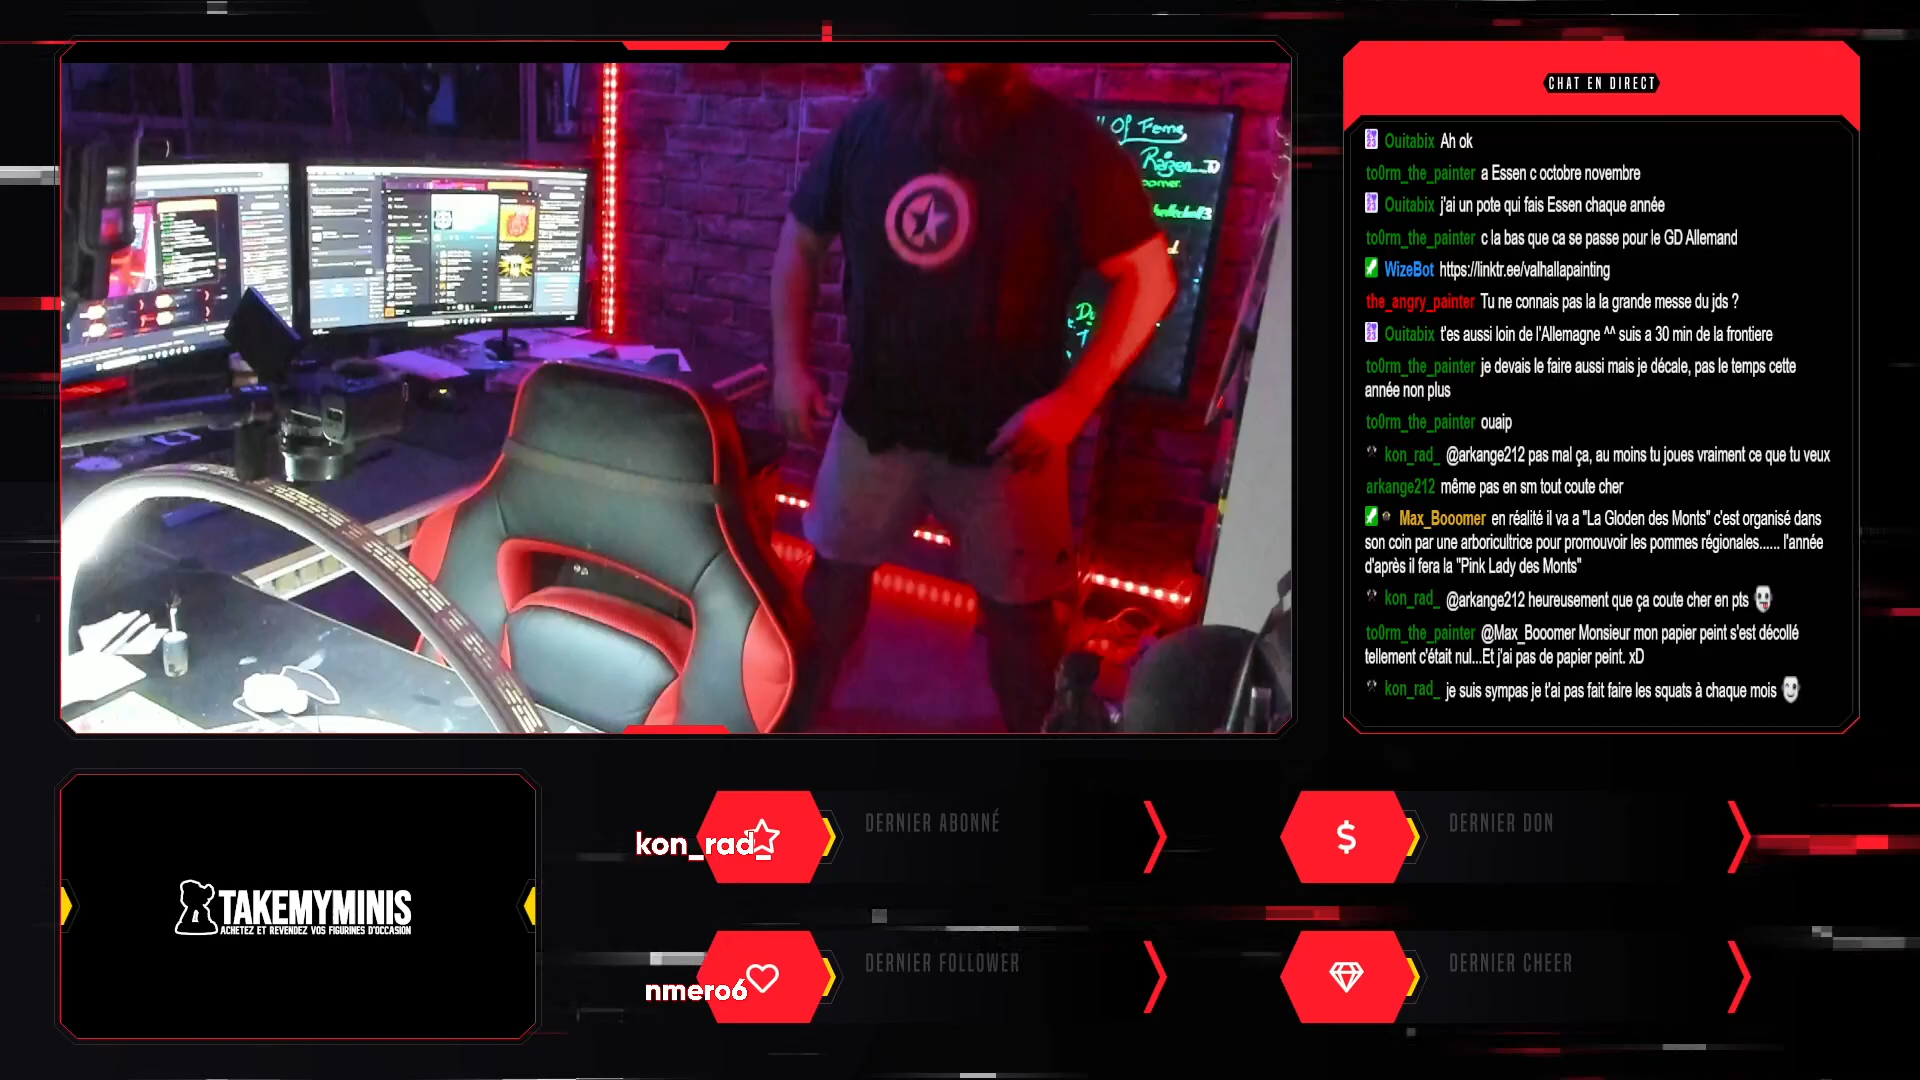 Of Feme
CHAT EN DIRECT
Ouitabix Ah ok
to0rm_the_painter a Essen c octobre novembre
Ouitabix j'ai un pote qui fais Essen chaque année
to0rm_the_painter c la bas que ca se passe pour le GD Allemand
WizeBot https://linktr.ee/valhallapainting
the_angry_painter Tu ne connais pas la la grande messe du jds ?
Ouitabix t'es aussi loin de l'Allemagne ^^ suis a 30 min de la frontiere
to0rm_the_painter je devais le faire aussi mais je décale, pas le temps cette
année non plus
to0rm_the_painter ouaip
kon_rad_ @arkange212 pas mal ça, au moins tu joues vraiment ce que tu veux
arkange212 même pas en sm tout coute cher
Max_Booomer en réalité il va a "La Gloden des Monts" c'est organisé dans
son coin par une arboricultrice pour promouvoir les pommes régionales...... l'année
d'après il fera la "Pink Lady des Monts"
kon_rad_ @arkange212 heureusement que ça coute cher en pts
to0rm_the_painter @Max_Booomer Monsieur mon papier peint s'est décollé
tellement c'était nul...Et j'ai pas de papier peint. xD
kon_rad_ je suis sympas je t'ai pas fait faire les squats à chaque mois
TAKEMYMINIS
ACHETEZ ET REVENDEZ VOS FIGURINES D'OCCASION
kon_rad_
DERNIER ABONNÉ
$
DERNIER DON
nmero6
DERNIER FOLLOWER
DERNIER CHEER